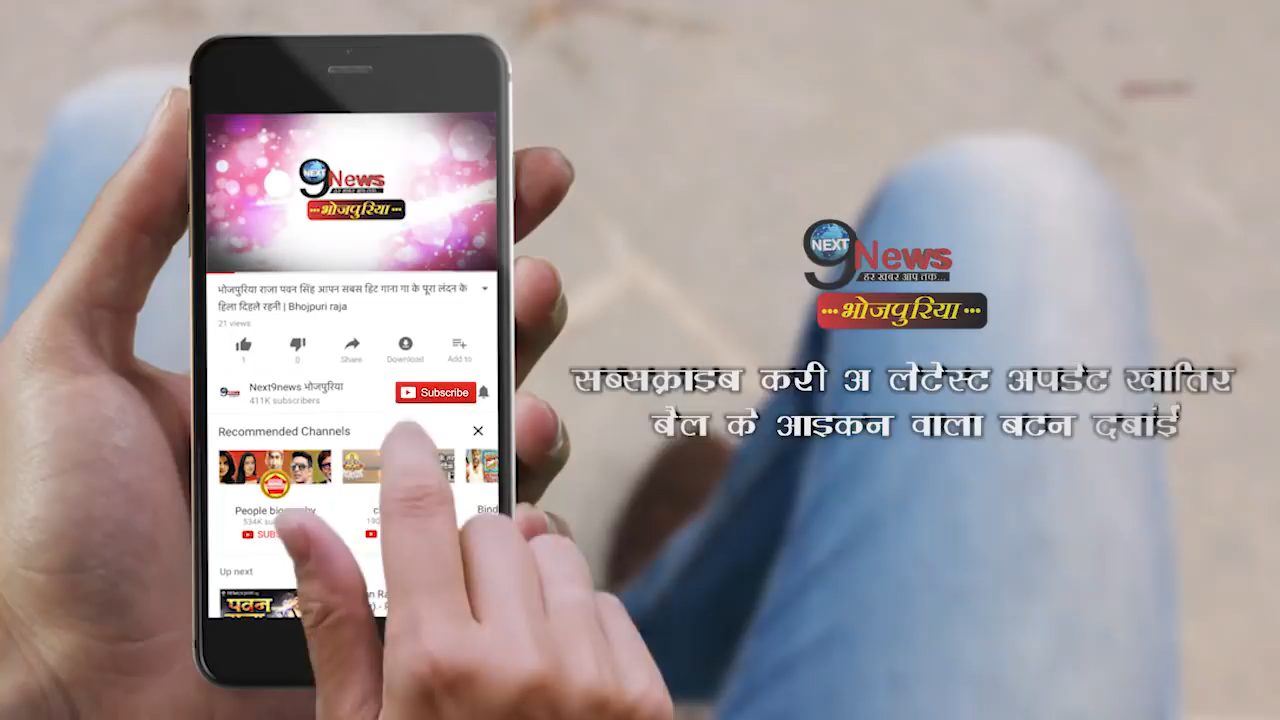 NEXT
9 News
हर खबर आप तक...
भोजपुरिया
भोजपुरिया राजा पवन सिंह आपन सबस हिट गाना गा के पूरा लंदन के
हिला दिहले रहनी | Bhojpuri raja
21 views
1
0
Share
Download
Add to
Next9news भोजपुरिया
411K subscribers
Subscribe
Recommended Channels
People
534K
Up next
पवन
NEXT
9 News
हर खबर आप तक...
भोजपुरिया
सब्सक्राइब करी अ लेटेस्ट अपडेट खातिर
बेल के आइकन वाला बटन दबाईं